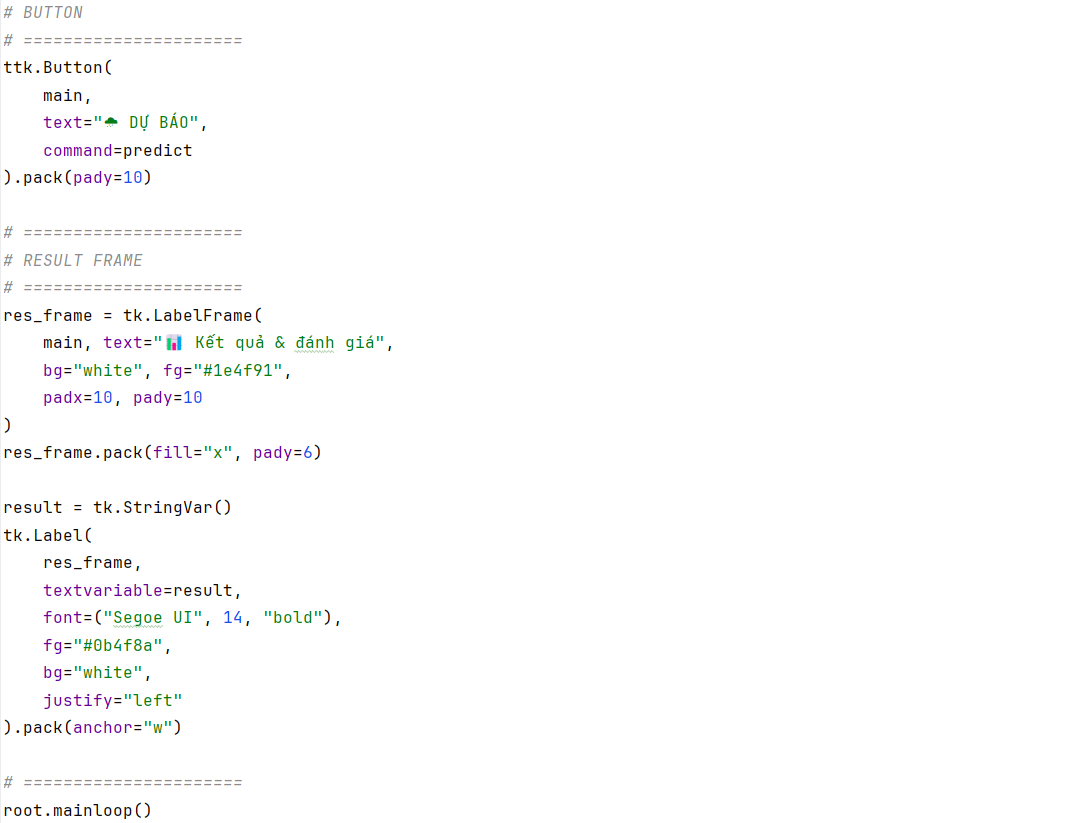 # BUTTON
# ======================
ttk.Button(
    main,
    text="🌧 DỰ BÁO",
    command=predict
).pack(pady=10)

# ======================
# RESULT FRAME
# ======================
res_frame = tk.LabelFrame(
    main, text="📊 Kết quả & đánh giá",
    bg="white", fg="#1e4f91",
    padx=10, pady=10
)
res_frame.pack(fill="x", pady=6)

result = tk.StringVar()
tk.Label(
    res_frame,
    textvariable=result,
    font=("Segoe UI", 14, "bold"),
    fg="#0b4f8a",
    bg="white",
    justify="left"
).pack(anchor="w")

# ======================
root.mainloop()